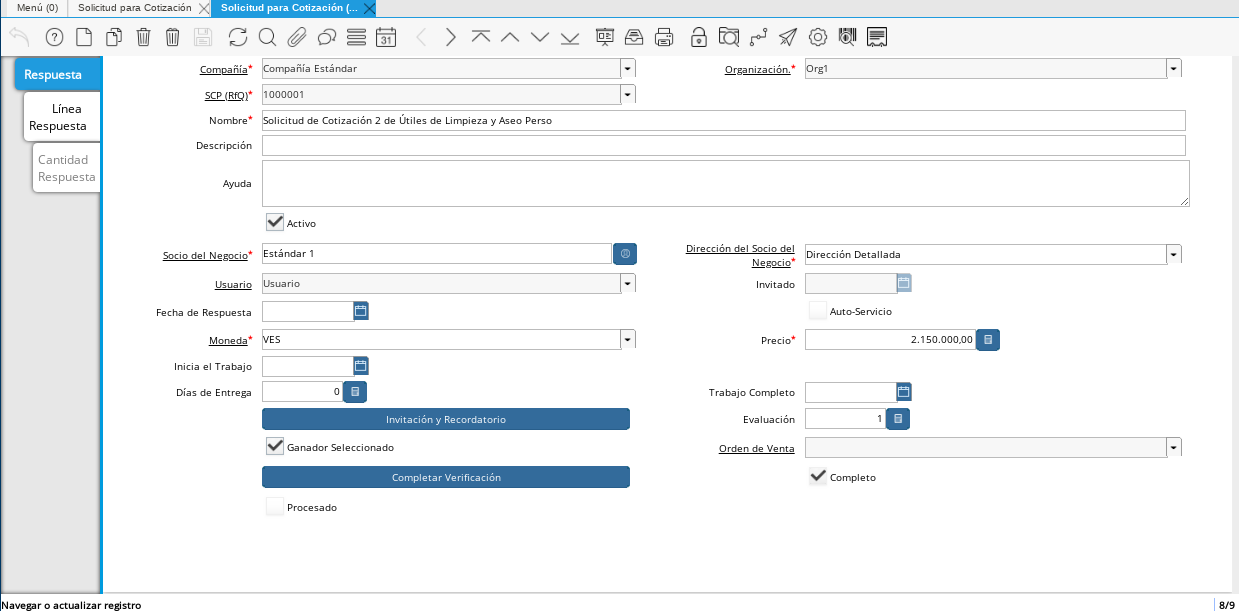 Menú (0) Solicitud para Cotización Solicitud para Cotización (...
31
Respuesta
Línea
Respuesta
Cantidad
Respuesta
Compañía* Compañía Estándar Organización.* Org1
SCP (RfQ)* 1000001
Nombre* Solicitud de Cotización 2 de Útiles de Limpieza y Aseo Perso
Descripción
Ayuda
Activo
Socio del Negocio* Estándar 1 Dirección del Socio del
Negocio* Dirección Detallada
Usuario Usuario Invitado
Fecha de Respuesta Auto-Servicio
Moneda* VES Precio* 2.150.000,00
Inicia el Trabajo
Días de Entrega 0 Trabajo Completo
Invitación y Recordatorio Evaluación 1
Ganador Seleccionado Orden de Venta
Completar Verificación Completo
Procesado
Navegar o actualizar registro 8/9